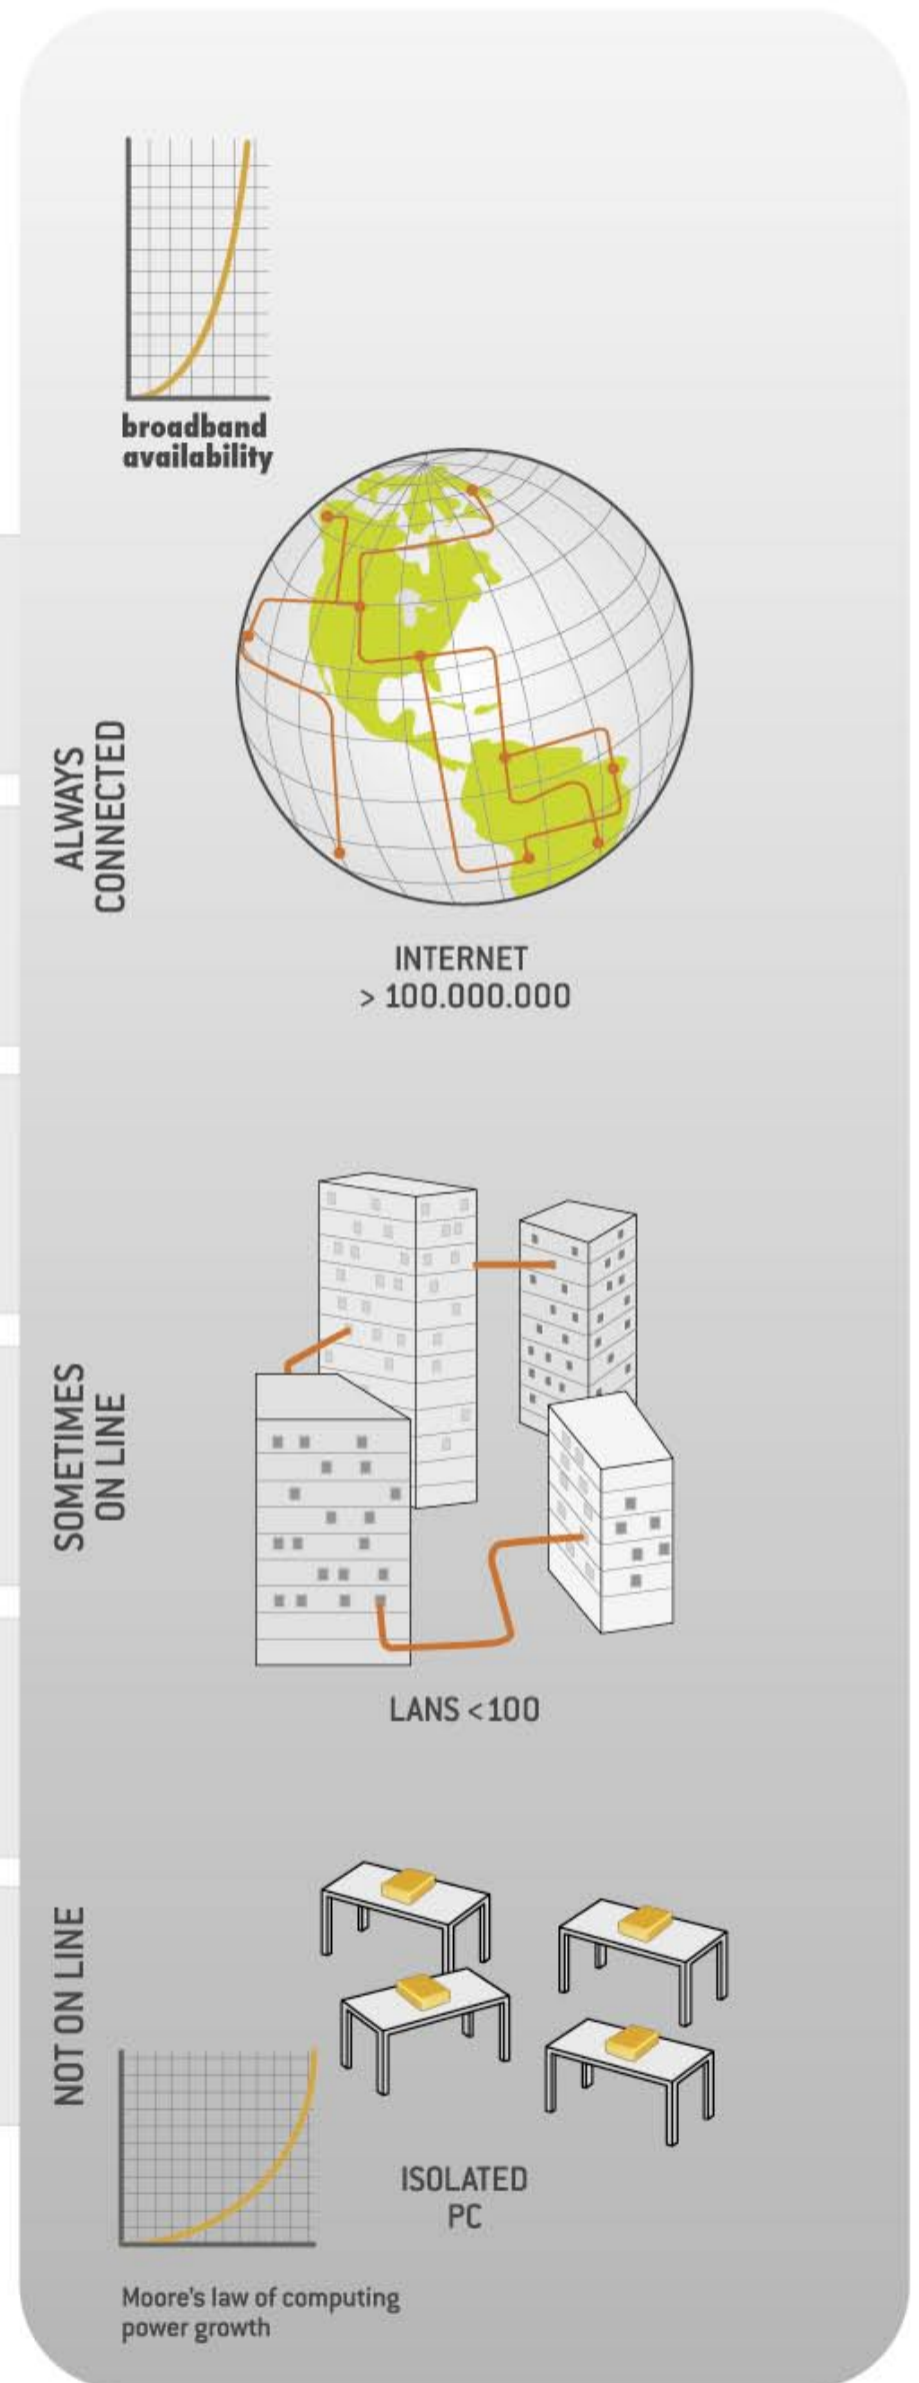 broadband
availability
ALWAYS
CONNECTED
INTERNET
> 100.000.000
SOMETIMES
ON LINE
LANS <100
NOT ON LINE
ISOLATED
PC
Moore's law of computing
power growth